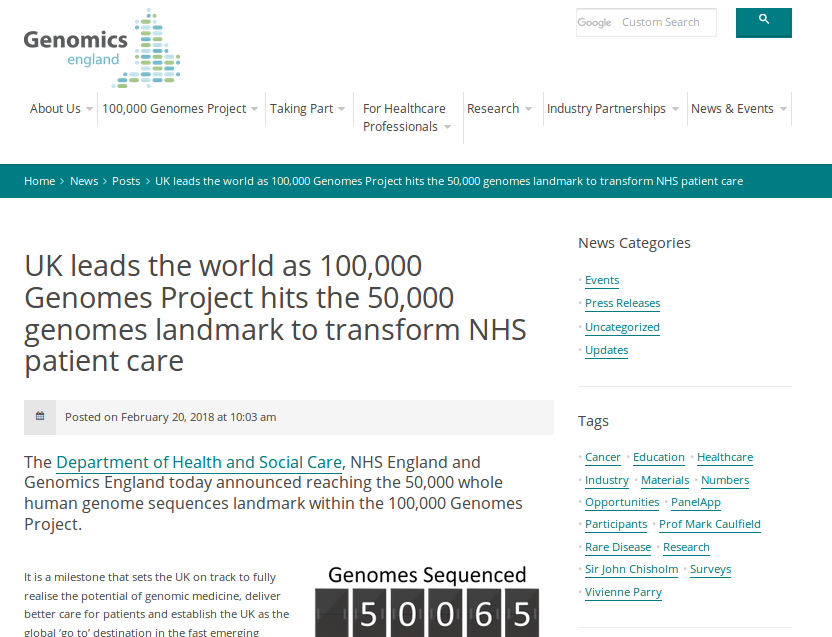 Genomics
england
Google Custom Search
About Us
100,000 Genomes Project
Taking Part
For Healthcare
Professionals
Research
Industry Partnerships
News & Events
Home > News > Posts > UK leads the world as 100,000 Genomes Project hits the 50,000 genomes landmark to transform NHS patient care
UK leads the world as 100,000
Genomes Project hits the 50,000
genomes landmark to transform NHS
patient care
Posted on February 20, 2018 at 10:03 am
The Department of Health and Social Care, NHS England and
Genomics England today announced reaching the 50,000 whole
human genome sequences landmark within the 100,000 Genomes
Project.
It is a milestone that sets the UK on track to fully
realise the potential of genomic medicine, deliver
better care for patients and establish the UK as the
global ‘go to’ destination in the fast emerging
Genomes Sequenced
50065
News Categories
Events
Press Releases
Uncategorized
Updates
Tags
Cancer Education Healthcare
Industry Materials Numbers
Opportunities PanelApp
Participants Prof Mark Caulfield
Rare Disease Research
Sir John Chisholm Surveys
Vivienne Parry